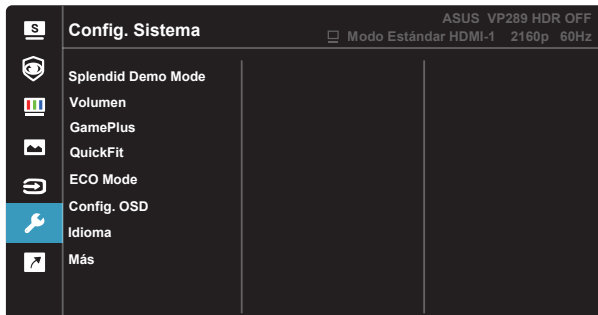 S
Config. Sistema
ASUS VP289 HDR OFF
Modo Estándar HDMI-1 2160p 60Hz
Splendid Demo Mode
Volumen
GamePlus
QuickFit
ECO Mode
Config. OSD
Idioma
Más